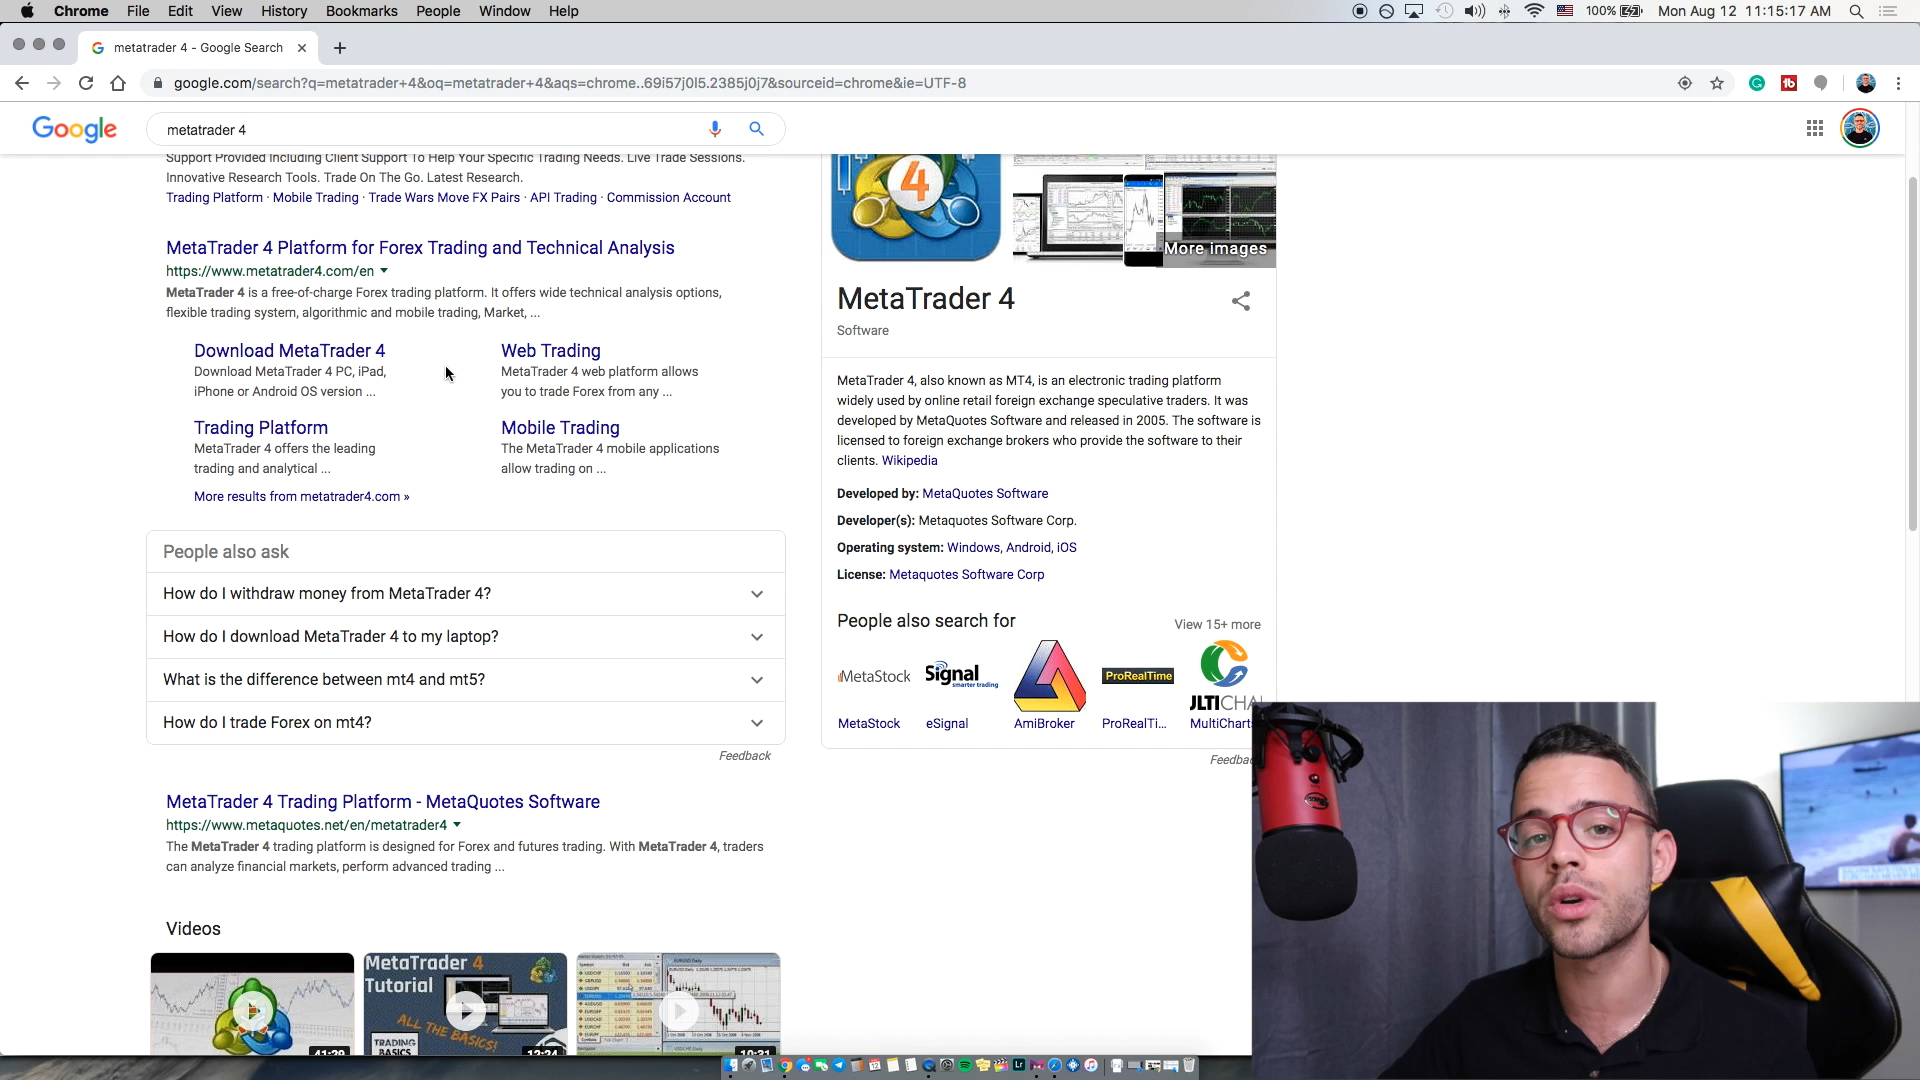 Chrome File Edit View History Bookmarks People Window Help
100% Mon Aug 12 11:15:17 AM
metatrader 4 - Google Search
google.com/search?q=metatrader+4&oq=metatrader+4&aqs=chrome..69i57j0l5.2385j0j7&sourceid=chrome&ie=UTF-8
Google
metatrader 4
Support Provided Including Client Support To Help Your Specific Trading Needs. Live Trade Sessions.
Innovative Research Tools. Trade On The Go. Latest Research.
Trading Platform · Mobile Trading · Trade Wars Move FX Pairs · API Trading · Commission Account
MetaTrader 4 Platform for Forex Trading and Technical Analysis
https://www.metatrader4.com/en
MetaTrader 4 is a free-of-charge Forex trading platform. It offers wide technical analysis options,
flexible trading system, algorithmic and mobile trading, Market, ...
Download MetaTrader 4
Download MetaTrader 4 PC, iPad,
iPhone or Android OS version ...
Web Trading
MetaTrader 4 web platform allows
you to trade Forex from any ...
Trading Platform
MetaTrader 4 offers the leading
trading and analytical ...
Mobile Trading
The MetaTrader 4 mobile applications
allow trading on ...
More results from metatrader4.com »
People also ask
How do I withdraw money from MetaTrader 4?
How do I download MetaTrader 4 to my laptop?
What is the difference between mt4 and mt5?
How do I trade Forex on mt4?
Feedback
MetaTrader 4 Trading Platform - MetaQuotes Software
https://www.metaquotes.net/en/metatrader4
The MetaTrader 4 trading platform is designed for Forex and futures trading. With MetaTrader 4, traders
can analyze financial markets, perform advanced trading ...
Videos
MetaTrader 4
Tutorial
ALL THE BASICS!
TRADING
BASICS
41:29
12:24
10:31
4
More images
MetaTrader 4
Software
MetaTrader 4, also known as MT4, is an electronic trading platform
widely used by online retail foreign exchange speculative traders. It was
developed by MetaQuotes Software and released in 2005. The software is
licensed to foreign exchange brokers who provide the software to their
clients. Wikipedia
Developed by: MetaQuotes Software
Developer(s): Metaquotes Software Corp.
Operating system: Windows, Android, iOS
License: Metaquotes Software Corp
People also search for
View 15+ more
MetaStock
Signal
smarter trading
ProRealTime
JLTICHA
MetaStock
eSignal
AmiBroker
ProRealTi...
MultiChart
Feedbac